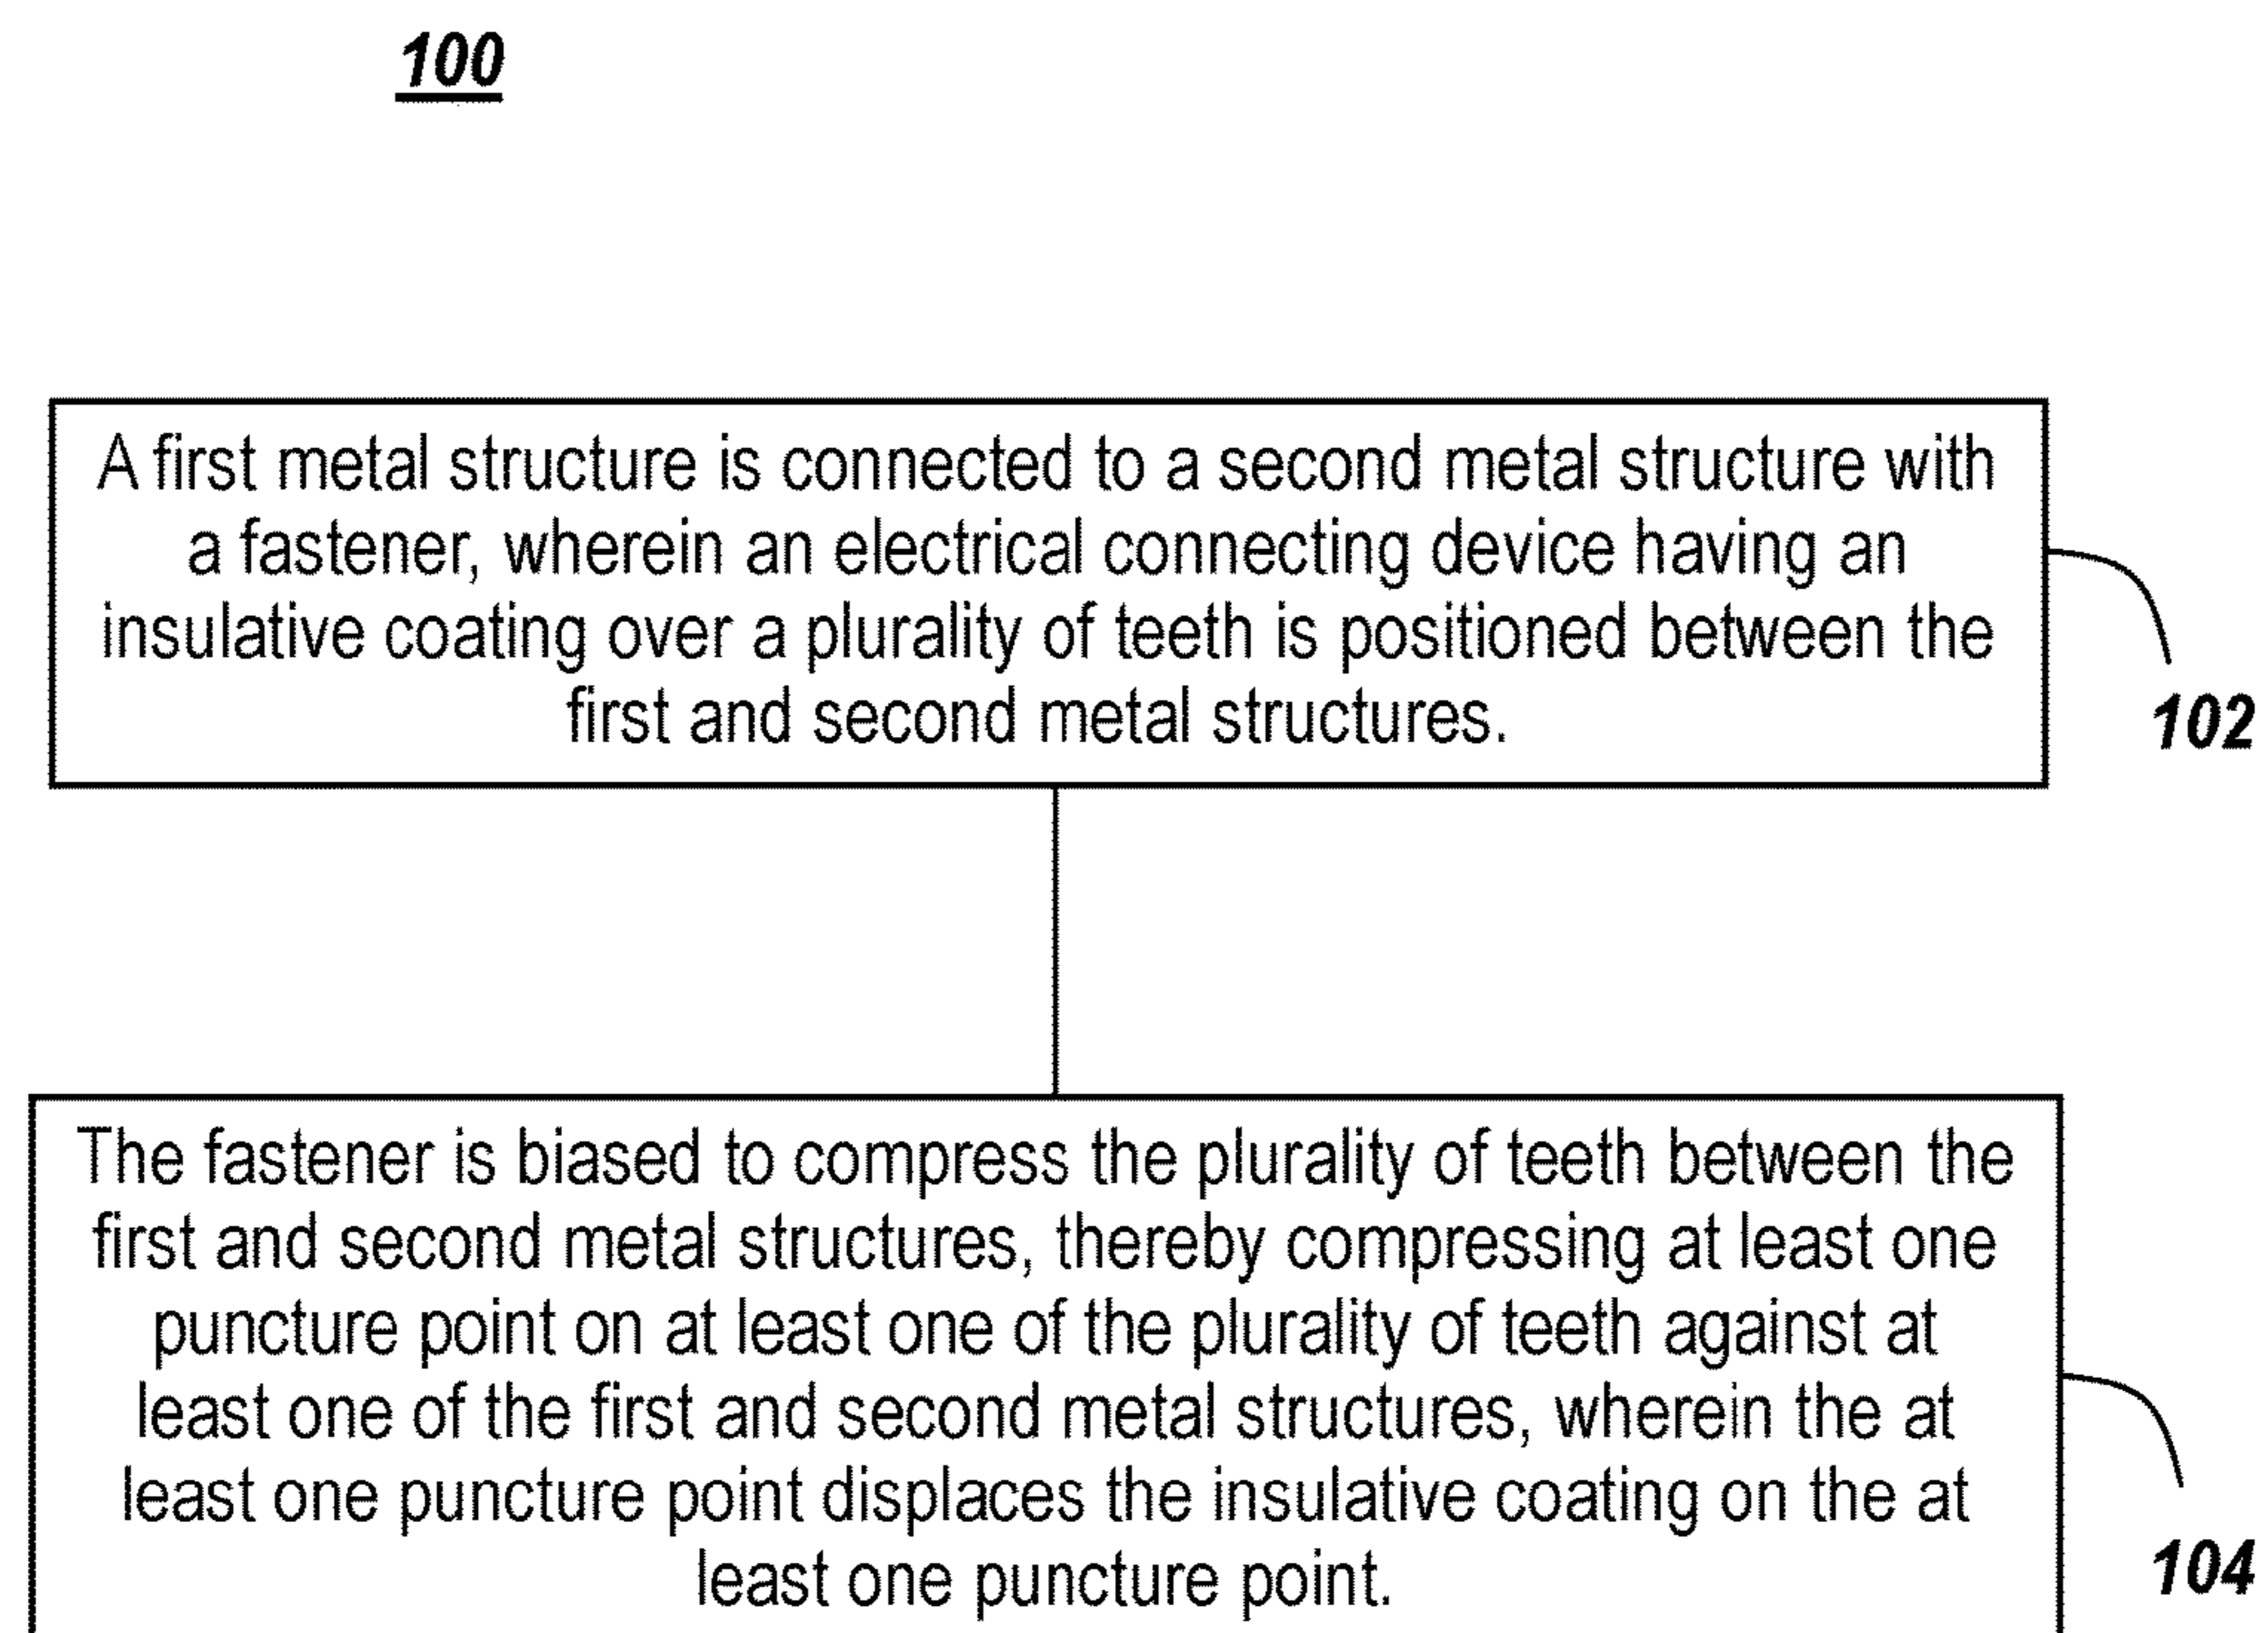 100
A first metal structure is connected to a second metal structure with
a fastener, wherein an electrical connecting device having an
insulative coating over a plurality of teeth is positioned between the
first and second metal structures.
102
The fastener is biased to compress the plurality of teeth between the
first and second metal structures, thereby compressing at least one
puncture point on at least one of the plurality of teeth against at
least one of the first and second metal structures, wherein the at
least one puncture point displaces the insulative coating on the at
least one puncture point.
104